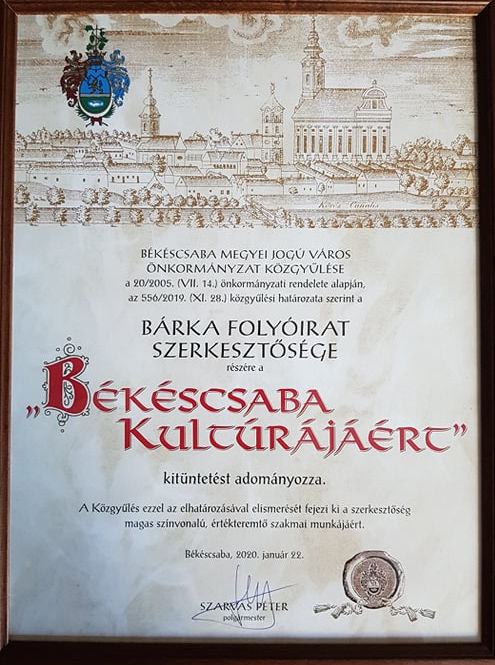 Körös Canalis
BÉKÉSCSABA MEGYEI JOGÚ VÁROS
ÖNKORMÁNYZAT KÖZGYŰLÉSE
a 20/2005. (VII. 14.) önkormányzati rendelete alapján,
az 556/2019. (XI. 28.) közgyűlési határozata szerint a
BÁRKA FOLYÓIRAT
SZERKESZTŐSÉGE
részére a
„BÉKÉSCSABA
KULTÚRÁJÁÉRT”
kitüntetést adományozza.
A Közgyűlés ezzel az elhatározásával elismerését fejezi ki a szerkesztőség
magas színvonalú, értékteremtő szakmai munkájáért.
Békéscsaba, 2020. január 22.
SZARVAS PÉTER
polgármester